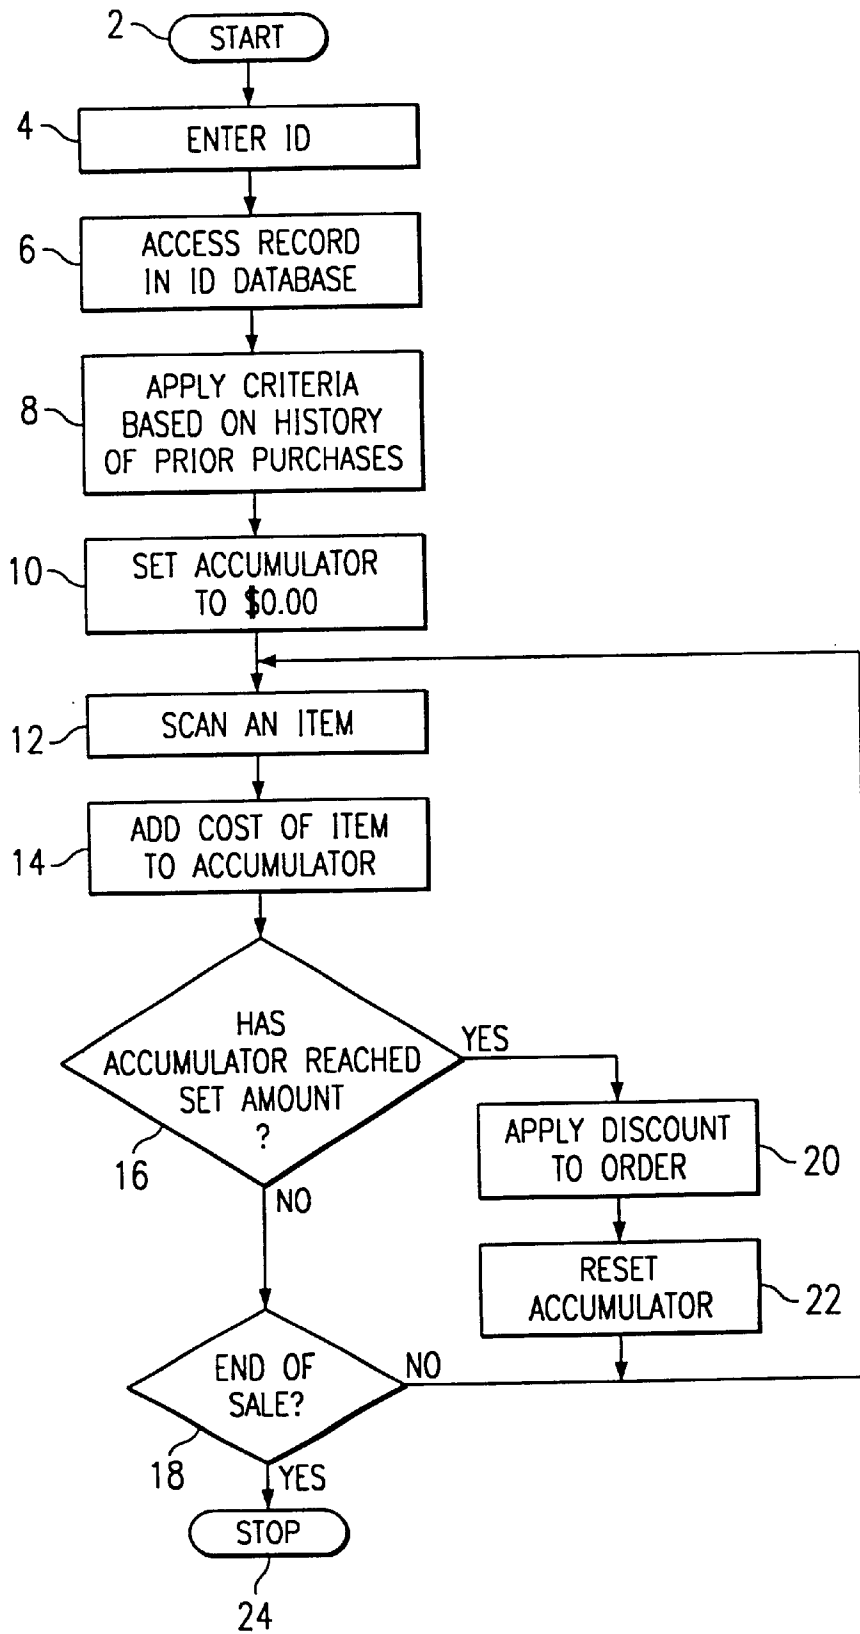 2
START
4
ENTER ID
6
ACCESS RECORD
IN ID DATABASE
8
APPLY CRITERIA
BASED ON HISTORY
OF PRIOR PURCHASES
10
SET ACCUMULATOR
TO $0.00
12
SCAN AN ITEM
14
ADD COST OF ITEM
TO ACCUMULATOR
HAS
ACCUMULATOR REACHED
SET AMOUNT
?
16
YES
NO
APPLY DISCOUNT
TO ORDER
20
RESET
ACCUMULATOR
22
END OF
SALE?
18
NO
YES
STOP
24